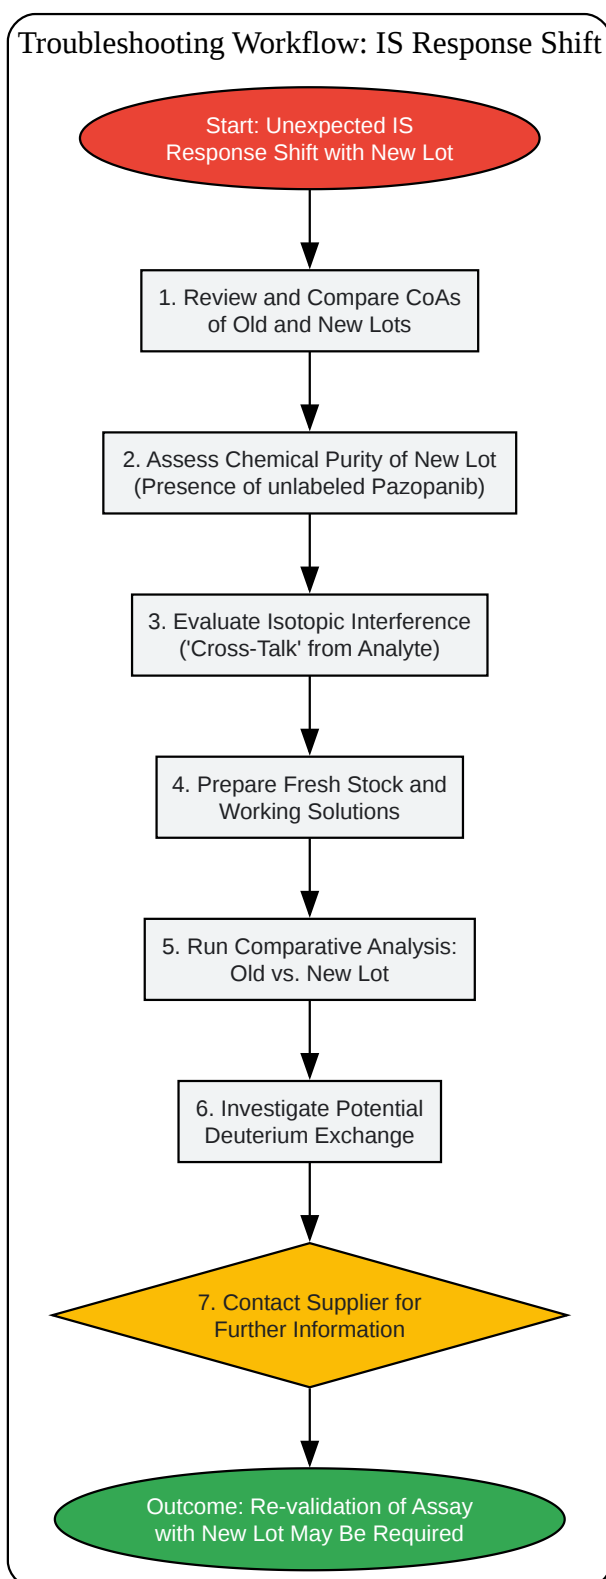 Troubleshooting Workflow: IS Response Shift
Start: Unexpected IS
Response Shift with New Lot
1. Review and Compare CoAs
of Old and New Lots
2. Assess Chemical Purity of New Lot
(Presence of unlabeled Pazopanib)
3. Evaluate Isotopic Interference
('Cross-Talk' from Analyte)
4. Prepare Fresh Stock and
Working Solutions
5. Run Comparative Analysis:
Old vs. New Lot
6. Investigate Potential
Deuterium Exchange
7. Contact Supplier for
Further Information
Outcome: Re-validation of Assay
with New Lot May Be Required